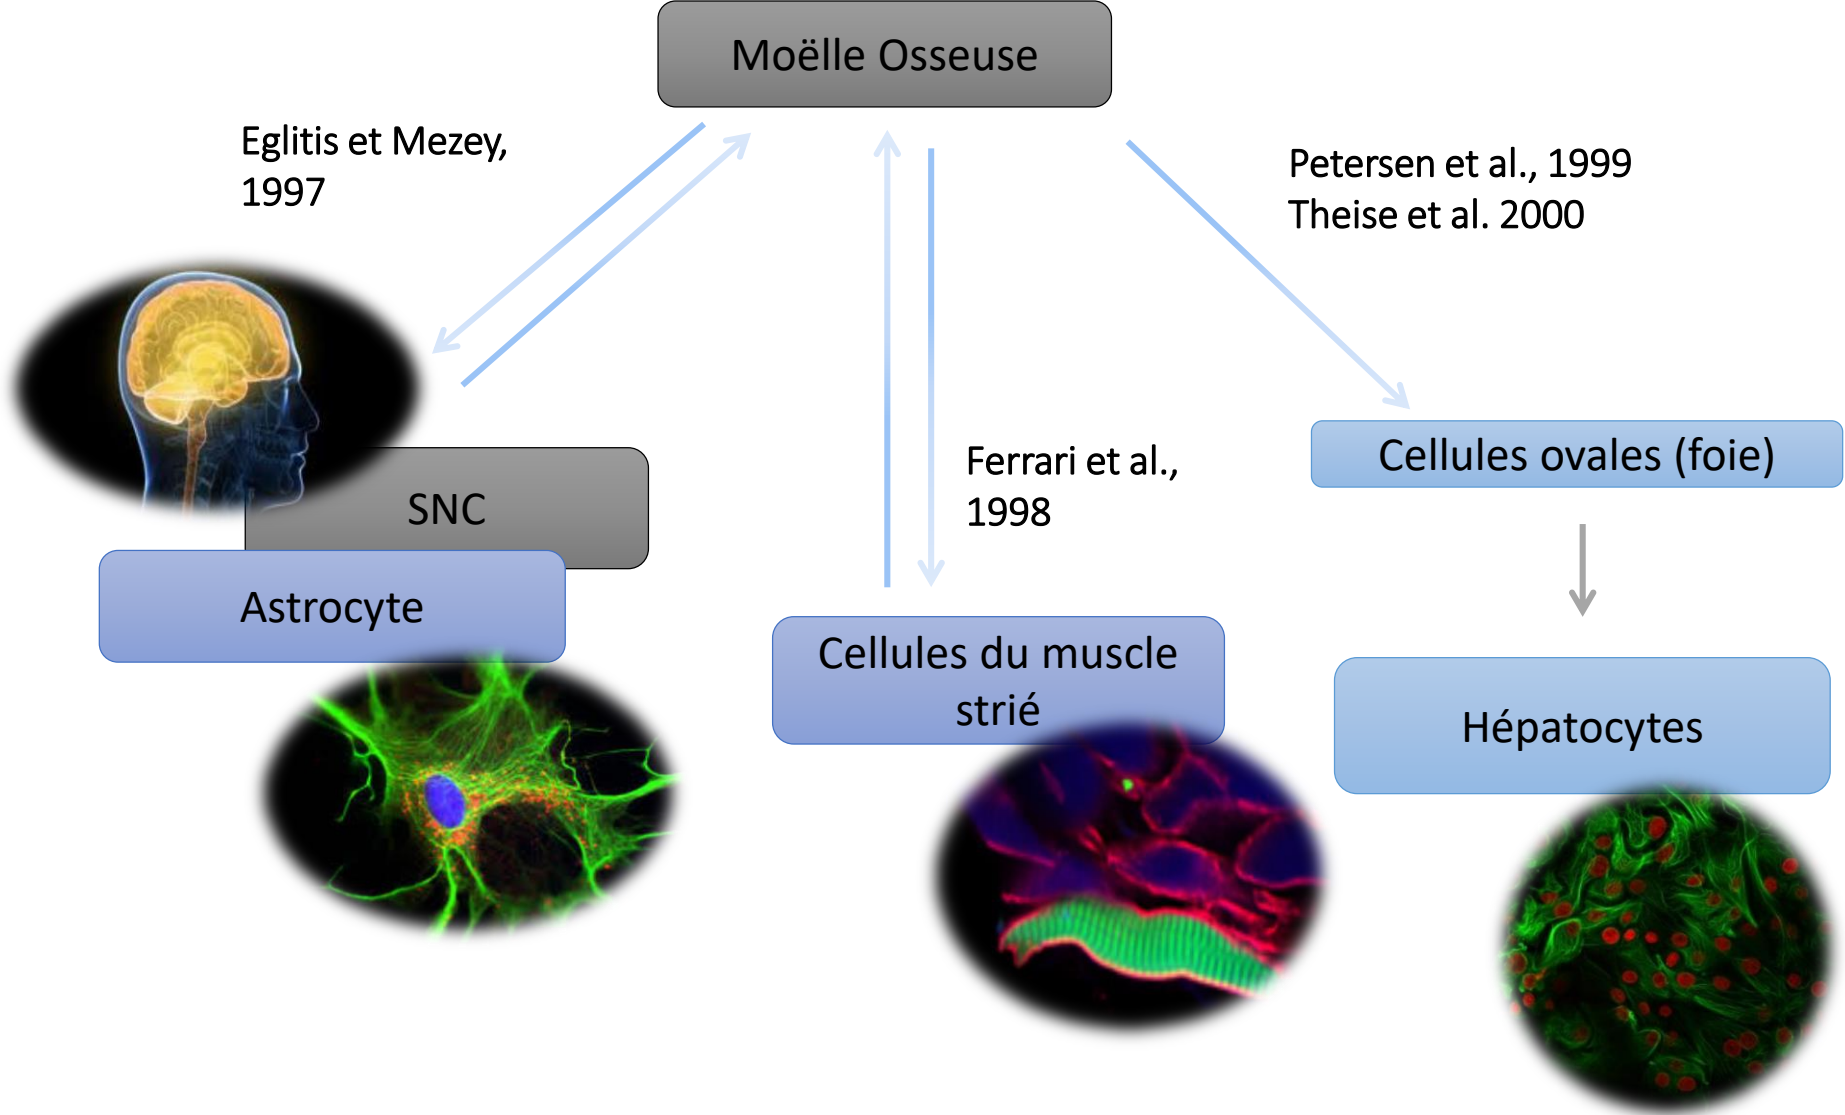 Moëlle Osseuse
Eglitis et Mezey,
1997
Petersen et al., 1999
Theise et al. 2000
Ferrari et al.,
1998
Cellules ovales (foie)
SNC
Astrocyte
Cellules du muscle
strié
Hépatocytes